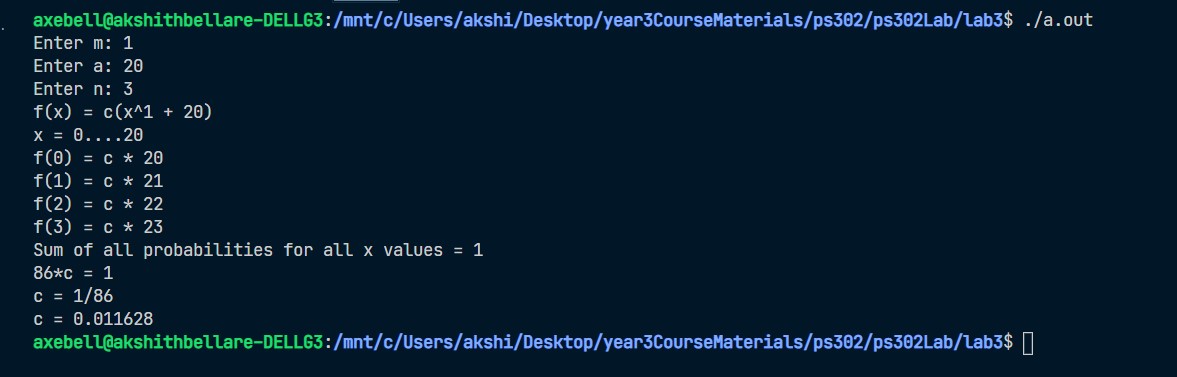 axebell@akshithbellare-DELLG3:/mnt/c/Users/akshi/Desktop/year3CourseMaterials/ps302/ps302Lab/lab3$ ./a.out
Enter m: 1
Enter a: 20
Enter n: 3
f(x) = c(x^1 + 20)
x = 0....20
f(0) = c * 20
f(1) = c * 21
f(2) = c * 22
f(3) = c * 23
Sum of all probabilities for all x values = 1
86*c = 1
c = 1/86
c = 0.011628
axebell@akshithbellare-DELLG3:/mnt/c/Users/akshi/Desktop/year3CourseMaterials/ps302/ps302Lab/lab3$